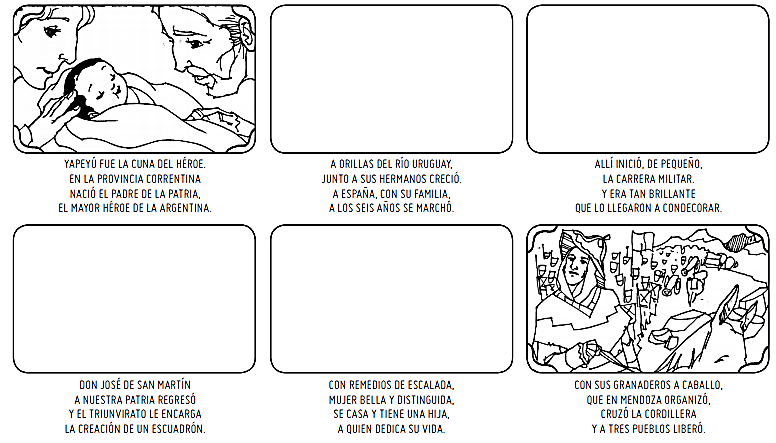 YAPEYÚ FUE LA CUNA DEL HÉROE.
EN LA PROVINCIA CORRENTINA
NACIÓ EL PADRE DE LA PATRIA,
EL MAYOR HÉROE DE LA ARGENTINA.
A ORILLAS DEL RÍO URUGUAY,
JUNTO A SUS HERMANOS CRECIÓ.
A ESPAÑA, CON SU FAMILIA,
A LOS SEIS AÑOS SE MARCHÓ.
ALLÍ INICIÓ, DE PEQUEÑO,
LA CARRERA MILITAR.
Y ERA TAN BRILLANTE
QUE LO LLEGARON A CONDECORAR.
DON JOSÉ DE SAN MARTÍN
A NUESTRA PATRIA REGRESÓ
Y EL TRIUNVIRATO LE ENCARGA
LA CREACIÓN DE UN ESCUADRÓN.
CON REMEDIOS DE ESCALADA,
MUJER BELLA Y DISTINGUIDA,
SE CASA Y TIENE UNA HIJA,
A QUIEN DEDICA SU VIDA.
CON SUS GRANADEROS A CABALLO,
QUE EN MENDOZA ORGANIZÓ,
CRUZÓ LA CORDILLERA
Y A TRES PUEBLOS LIBERÓ.